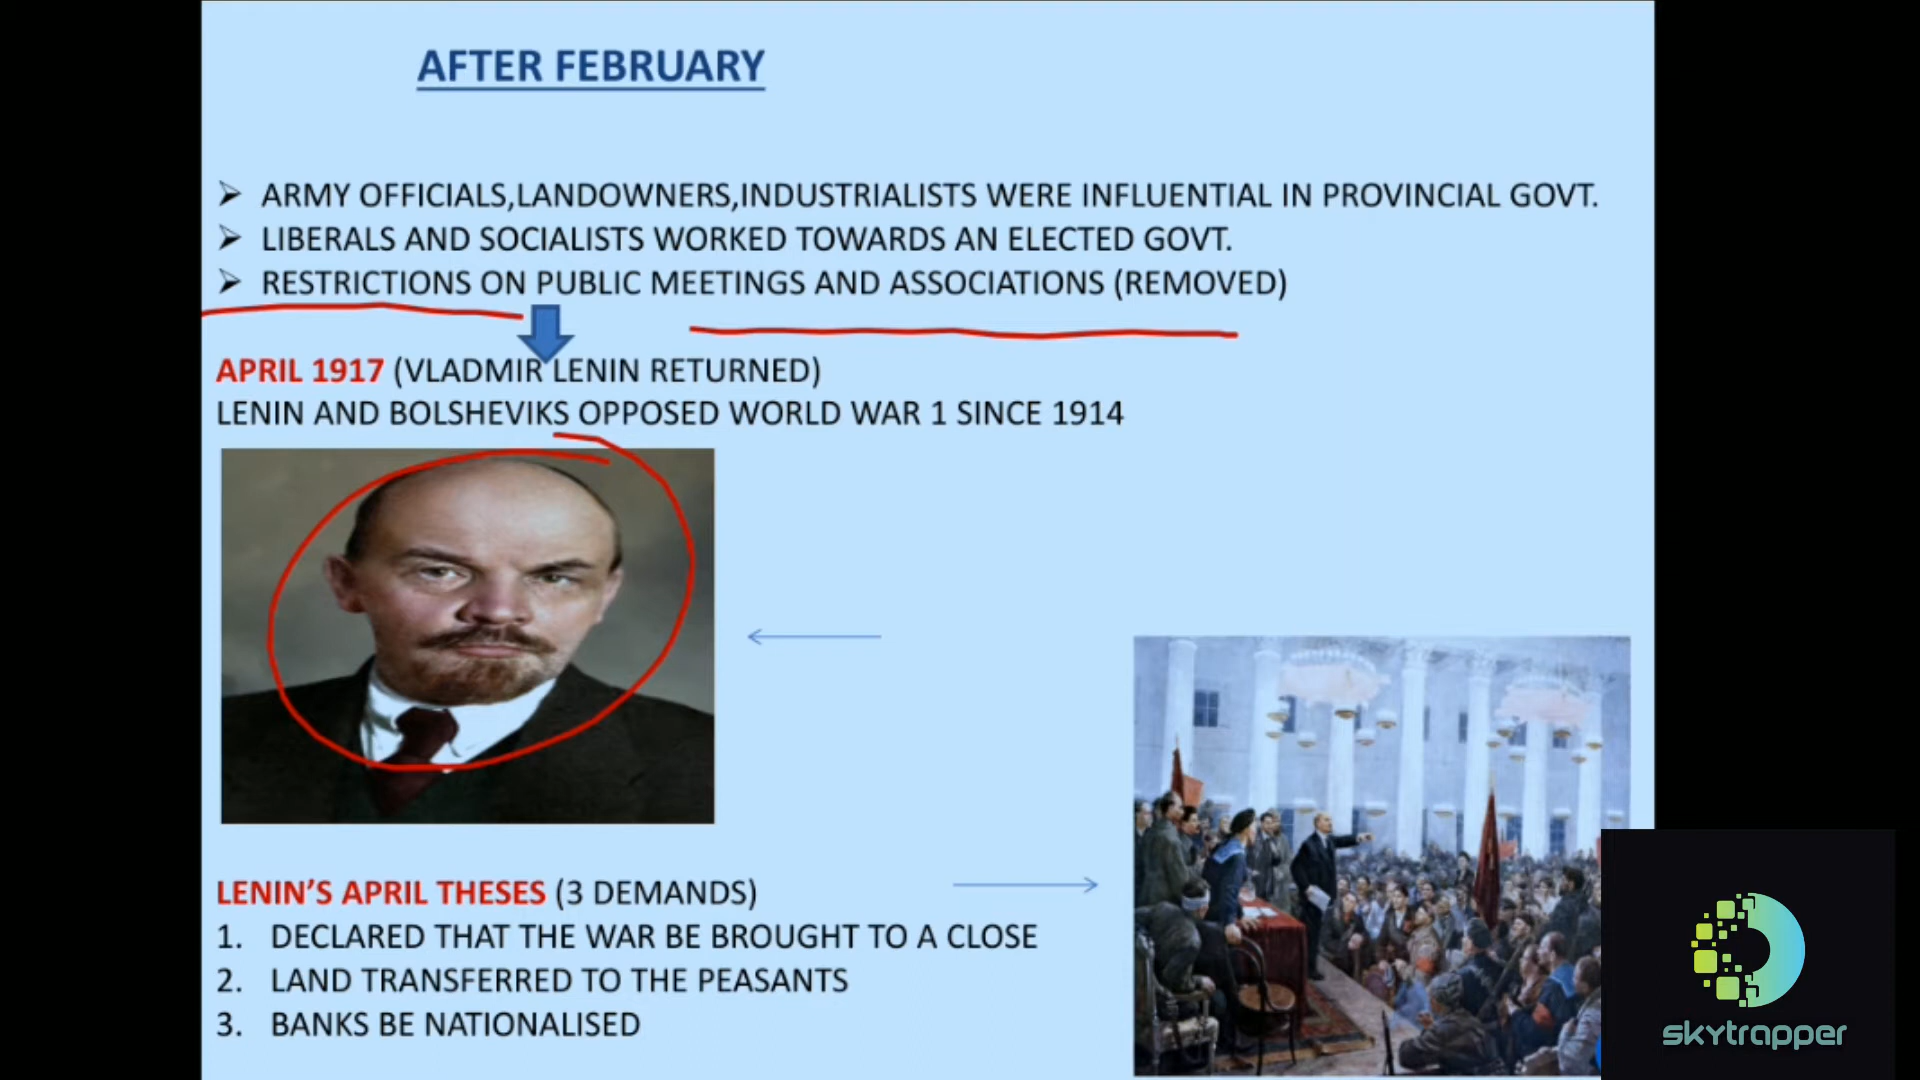 AFTER FEBRUARY
ARMY OFFICIALS,LANDOWNERS,INDUSTRIALISTS WERE INFLUENTIAL IN PROVINCIAL GOVT.
LIBERALS AND SOCIALISTS WORKED TOWARDS AN ELECTED GOVT.
RESTRICTIONS ON PUBLIC MEETINGS AND ASSOCIATIONS (REMOVED)
APRIL 1917 (VLADMIR LENIN RETURNED)
LENIN AND BOLSHEVIKS OPPOSED WORLD WAR 1 SINCE 1914
LENIN'S APRIL THESES (3 DEMANDS)
1. DECLARED THAT THE WAR BE BROUGHT TO A CLOSE
2. LAND TRANSFERRED TO THE PEASANTS
3. BANKS BE NATIONALISED
skytrapper